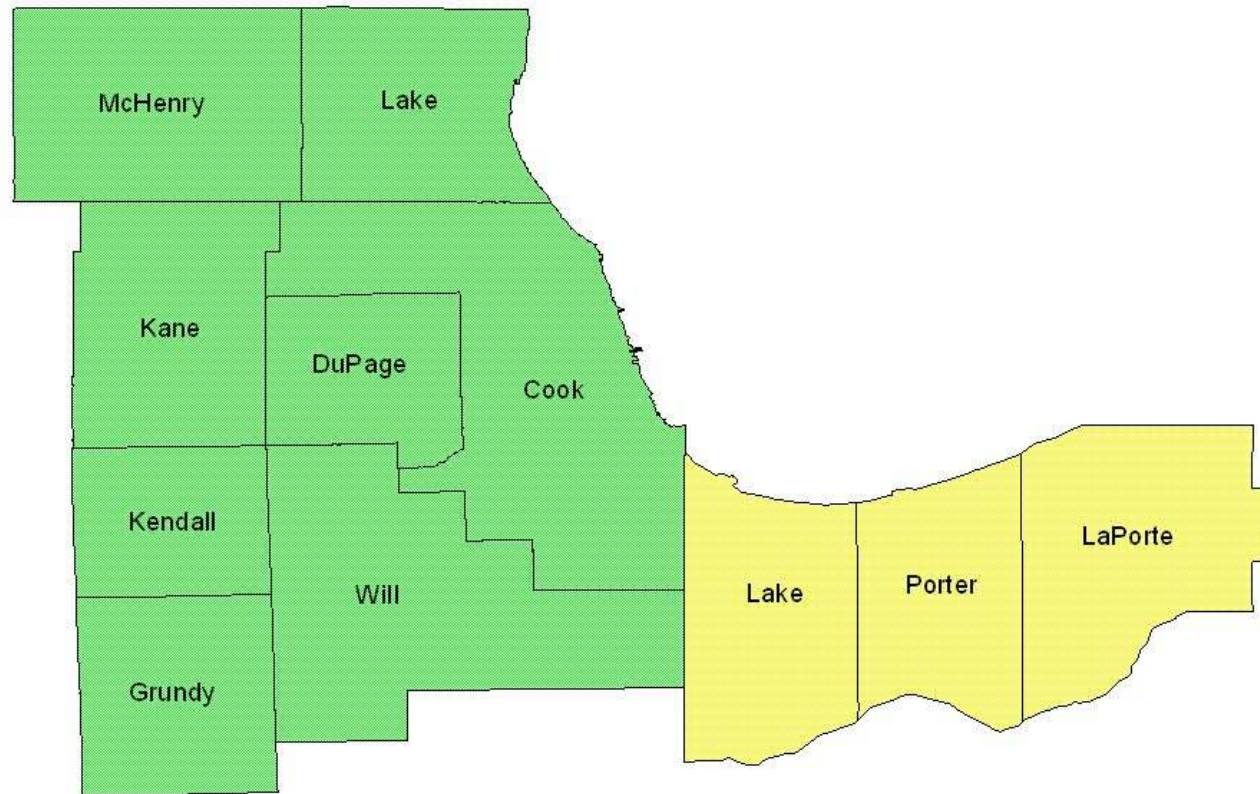 McHenry
Lake
Kane
DuPage
Cook
Kendall
Will
Grundy
Lake
Porter
LaPorte